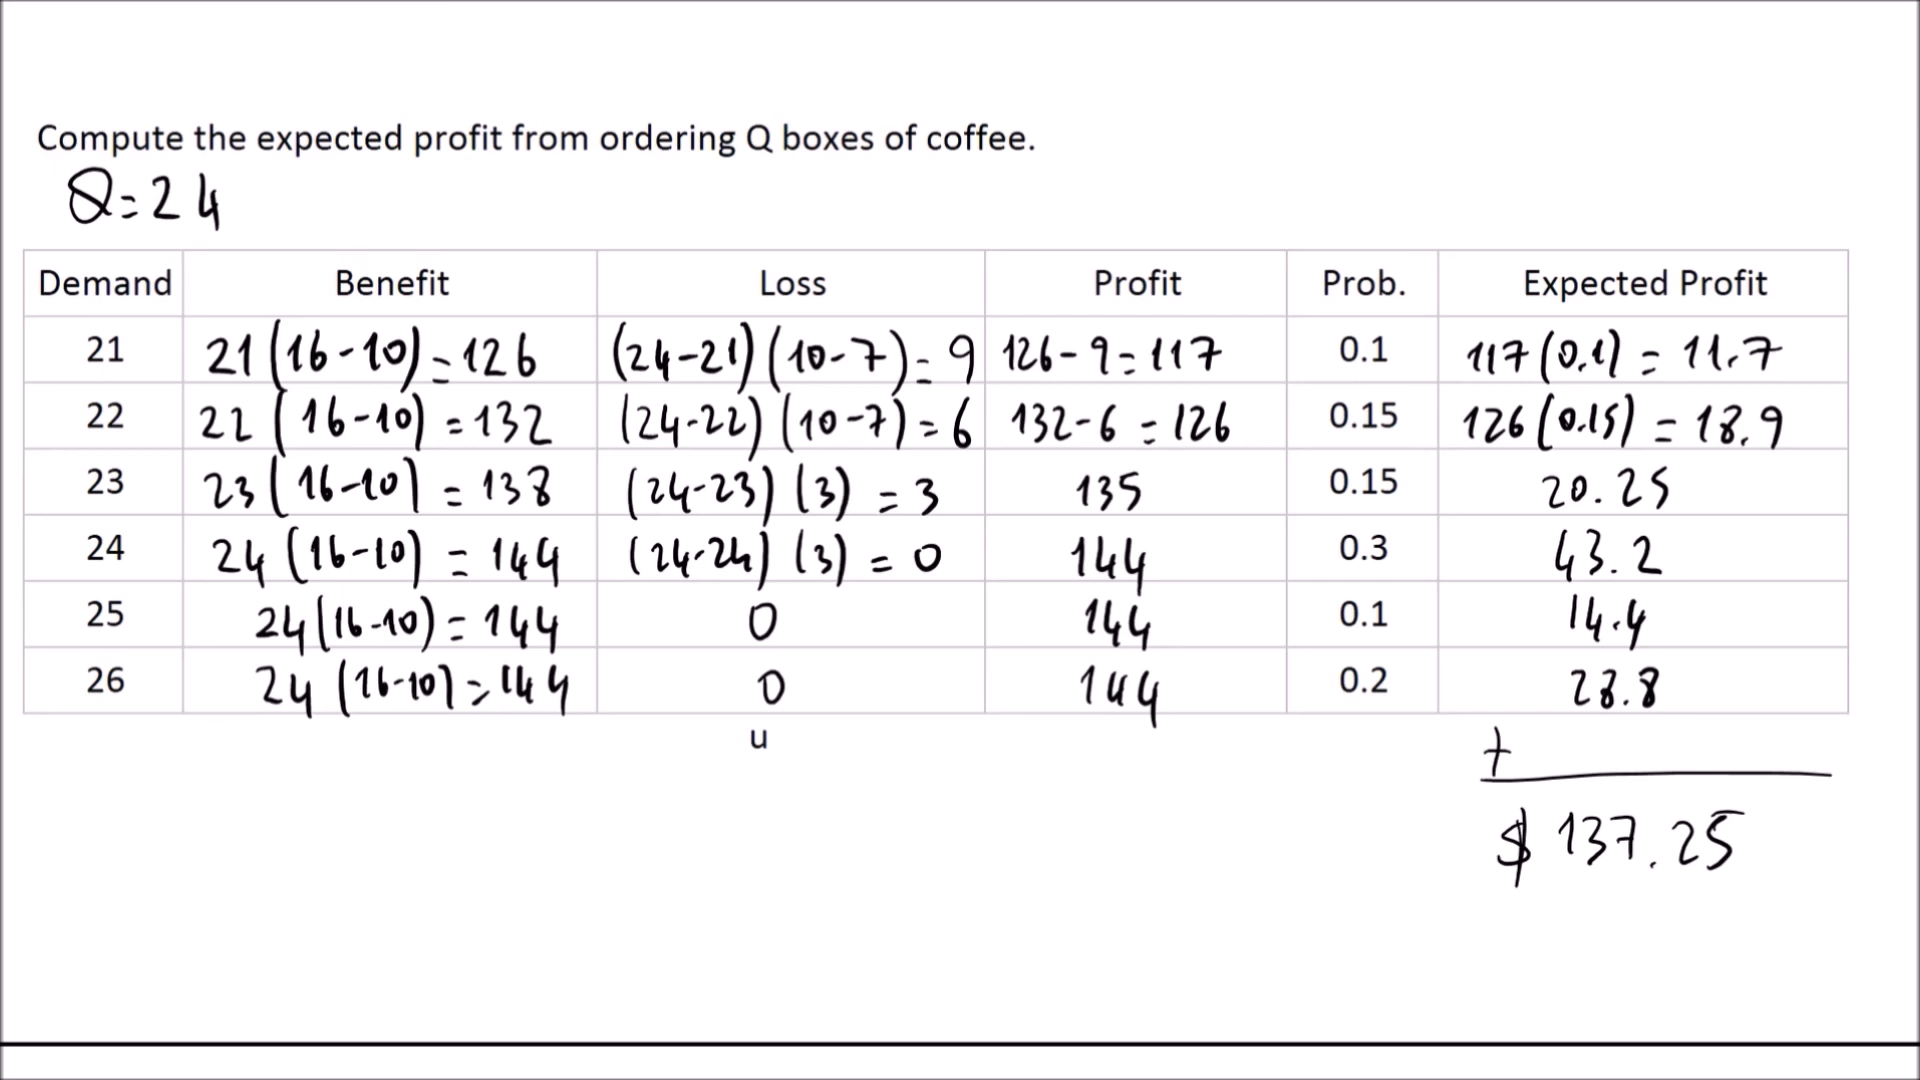 Compute the expected profit from ordering Q boxes of coffee.
Q=24
Demand Benefit Loss Profit Prob. Expected Profit
21 21(16-10)=126 (24-21)(10-7)=9 126-9=117 0.1 117(0.1)=11.7
22 22(16-10)=132 (24-22)(10-7)=6 132-6=126 0.15 126(0.15)=18.9
23 23(16-10)=138 (24-23)(3)=3 135 0.15 20.25
24 24(16-10)=144 (24-24)(3)=0 144 0.3 43.2
25 24(16-10)=144 0 144 0.1 14.4
26 24(16-10)=144 0 144 0.2 28.8
u
+
$137.25